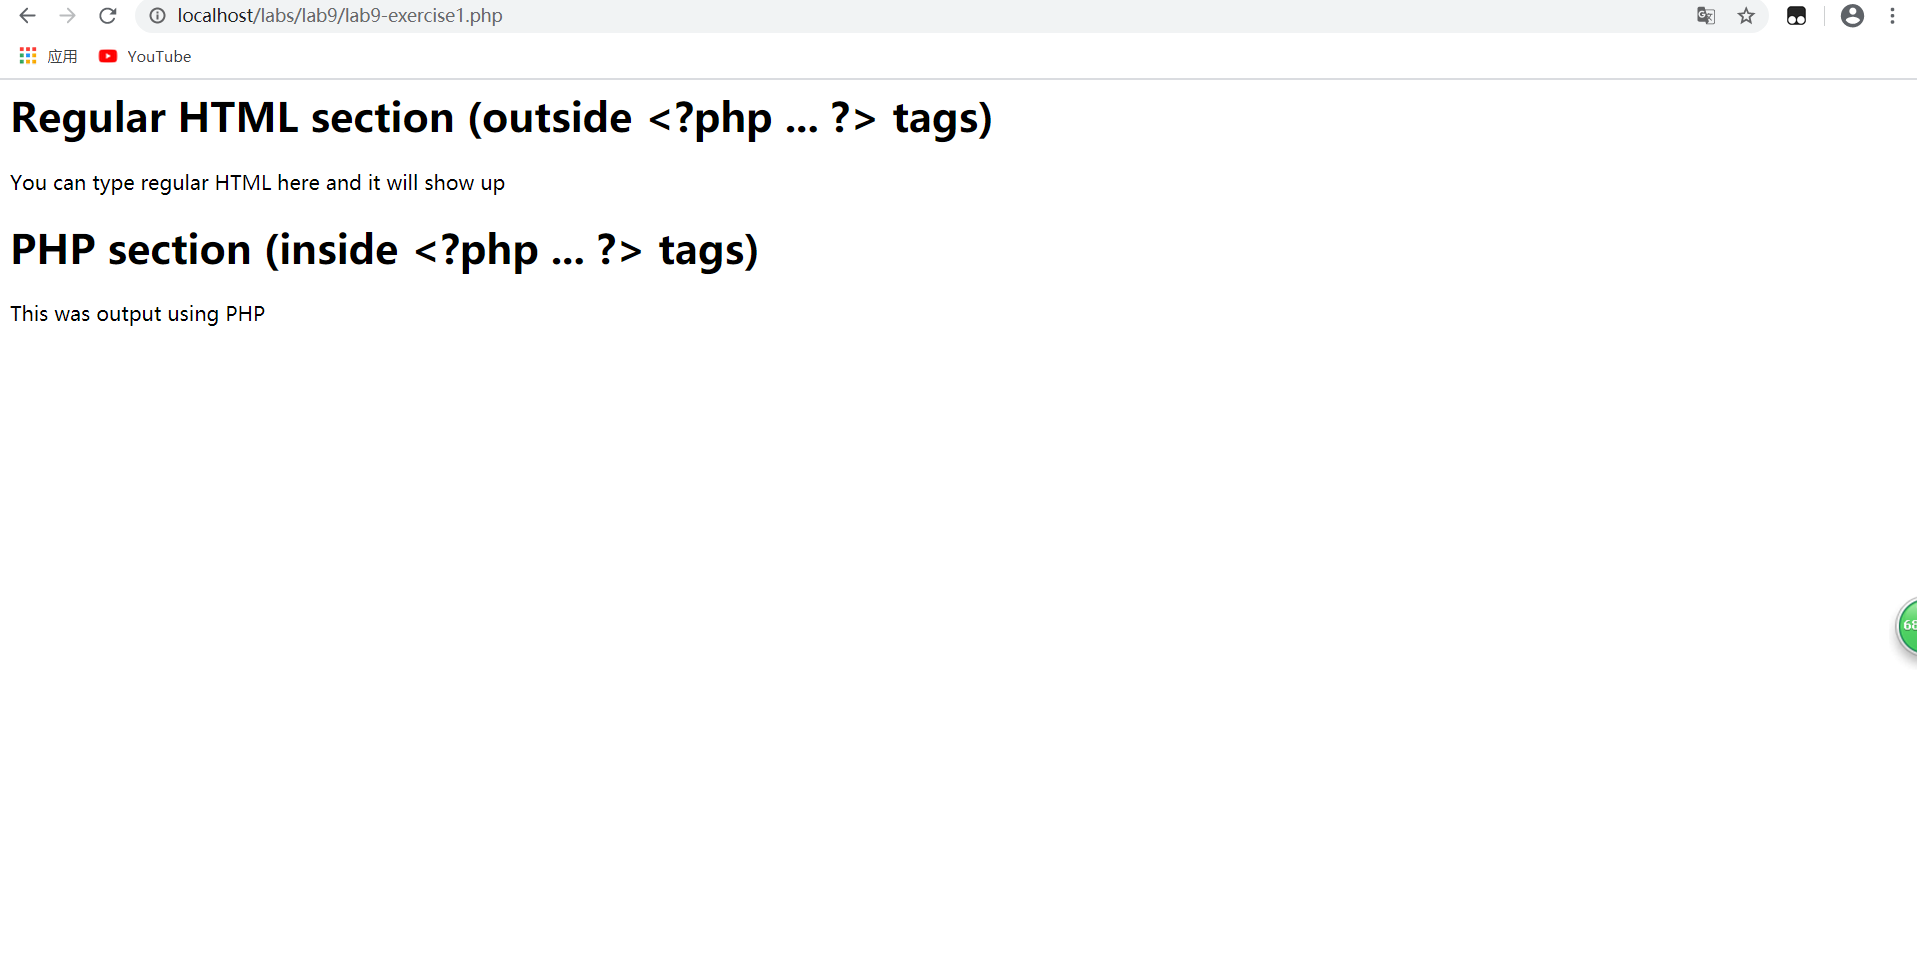 localhost/labs/lab9/lab9-exercise1.php
应用 YouTube
Regular HTML section (outside <?php ... ?> tags)
You can type regular HTML here and it will show up
PHP section (inside <?php ... ?> tags)
This was output using PHP
68